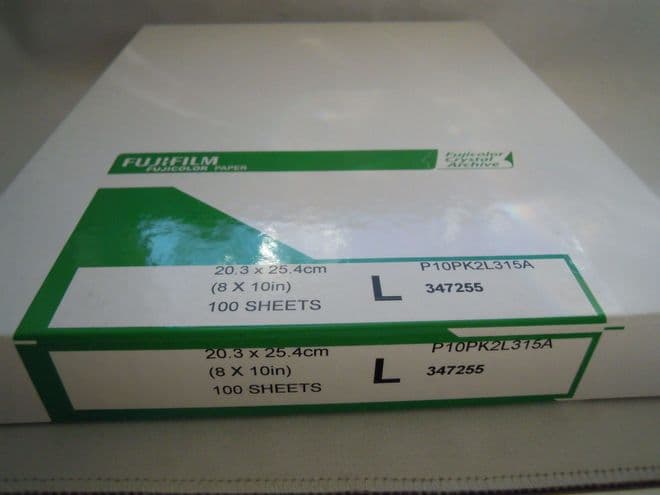 FUJIFILM
FUJICOLOR PAPER
Fujicolor
Crystal
Archive
20.3 x 25.4cm
(8 X 10in)
100 SHEETS
L
P10PK2L315A
347255
20.3 x 25.4cm
(8 X 10in)
100 SHEETS
L
P10PK2L315A
347255